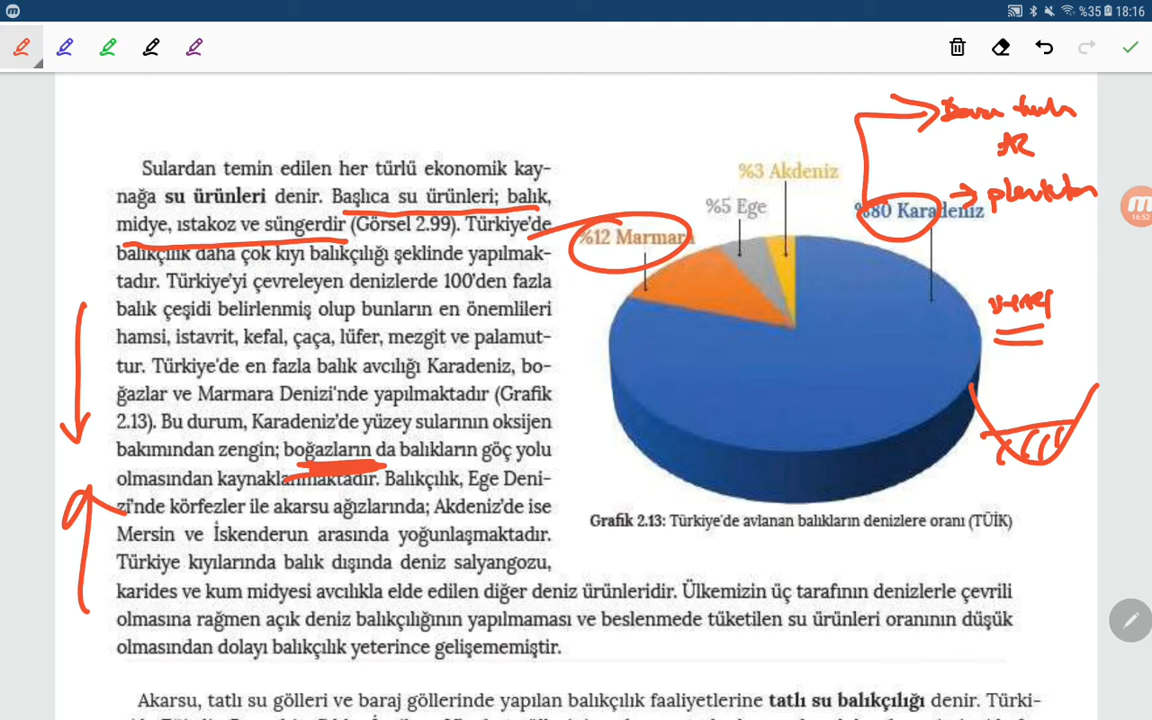 %35 18:16
Sulardan temin edilen her türlü ekonomik kay-
nağa su ürünleri denir. Başlıca su ürünleri; balık,
midye, ıstakoz ve süngerdir (Görsel 2.99). Türkiye'de
balıkçılık daha çok kıyı balıkçılığı şeklinde yapılmak-
tadır. Türkiye'yi çevreleyen denizlerde 100'den fazla
balık çeşidi belirlenmiş olup bunların en önemlileri
hamsi, istavrit, kefal, çaça, lüfer, mezgit ve palamut-
tur. Türkiye'de en fazla balık avcılığı Karadeniz, bo-
ğazlar ve Marmara Denizi'nde yapılmaktadır (Grafik
2.13). Bu durum, Karadeniz'de yüzey sularının oksijen
bakımından zengin; boğazların da balıkların göç yolu
olmasından kaynaklanmaktadır. Balıkçılık, Ege Deni-
zi'nde körfezler ile akarsu ağızlarında; Akdeniz'de ise
Mersin ve İskenderun arasında yoğunlaşmaktadır.
Türkiye kıyılarında balık dışında deniz salyangozu,
karides ve kum midyesi avcılıkla elde edilen diğer deniz ürünleridir. Ülkemizin üç tarafının denizlerle çevrili
olmasına rağmen açık deniz balıkçılığının yapılmaması ve beslenmede tüketilen su ürünleri oranının düşük
olmasından dolayı balıkçılık yeterince gelişememiştir.
%3 Akdeniz
%5 Ege
%12 Marmara
%80 Karadeniz
AR
plankton
Grafik 2.13: Türkiye'de avlanan balıkların denizlere oranı (TÜİK)
16:52
Akarsu, tatlı su gölleri ve baraj göllerinde yapılan balıkçılık faaliyetlerine tatlı su balıkçılığı denir. Türki-